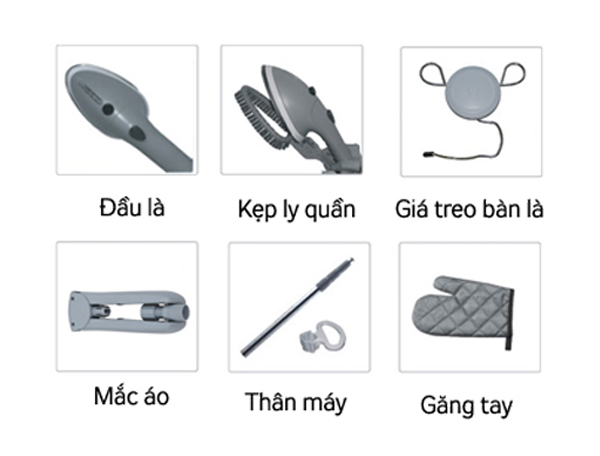 Đầu là
Kẹp ly quần
Giá treo bàn là
Mắc áo
Thân máy
Găng tay